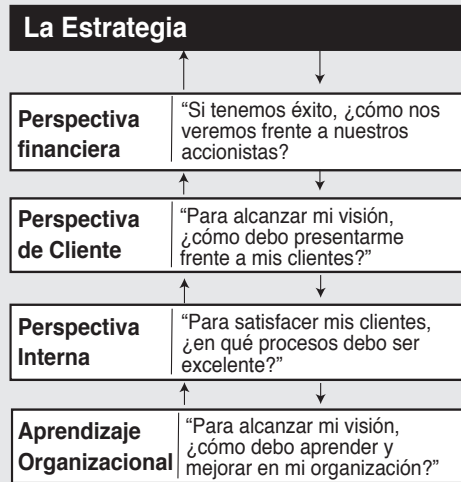 La Estrategia
Perspectiva
financiera
“Si tenemos éxito, ¿cómo nos
veremos frente a nuestros
accionistas?
Perspectiva
de Cliente
“Para alcanzar mi visión,
¿cómo debo presentarme
frente a mis clientes?”
Perspectiva
Interna
“Para satisfacer mis clientes,
¿en qué procesos debo ser
excelente?”
Aprendizaje
Organizacional
“Para alcanzar mi visión,
¿cómo debo aprender y
mejorar en mi organización?”